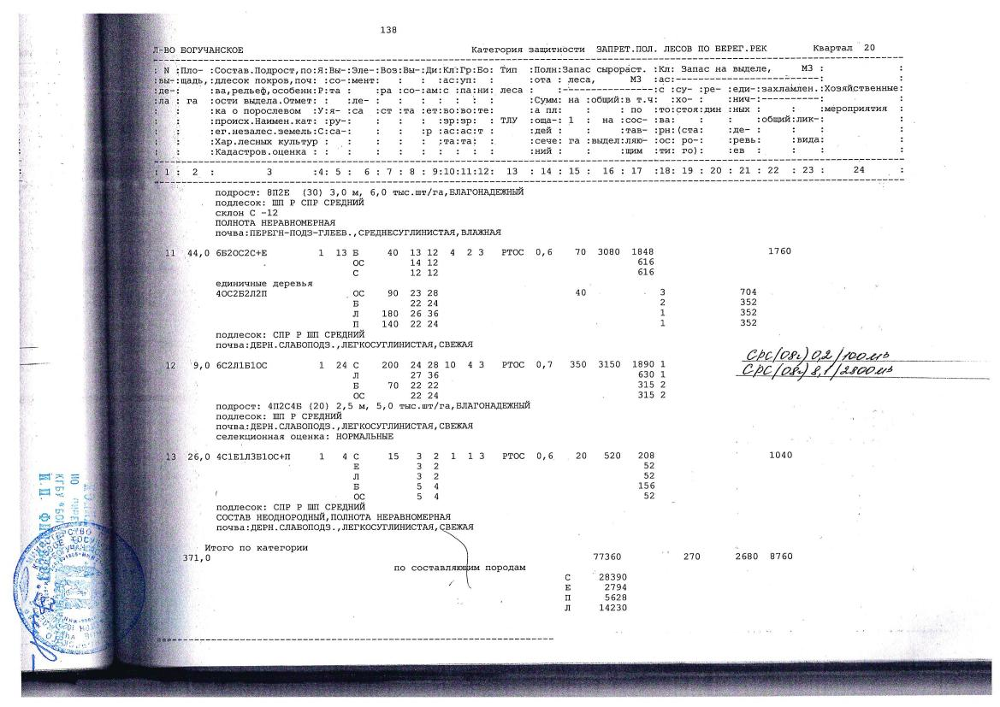 138
Л-ВО БОГУЧАНСКОЕ Категория защитности ЗАПРЕТ.ПОЛ. ЛЕСОВ ПО БЕРЕГ.РЕК Квартал 20
: N :Пло- :Состав.Подрост,по:Я:Вы-:Эле-:Воз:Вы-:Ди:Кл:Гр:Бо: Тип :Полн:Запас сырораст. :Кл: Запас на выделе, М3 : :
:вы-:щадь,:длесок покров,поч: :со-:мент: : : :ас:уп: : :ота : леса, М3 :ас:---------------------------: :
:де-: :ва,рельеф,особенн:Р:та : :ра :со-:ам:с :па:ни: леса : :----------------:с :су- : ре- :еди-:захламлен.:Хозяйственные:
:ла : га :ости выдела.Отмет: : :ле- : : : : : : : :Сумм: на :общий:в т.ч: :хо- : :нич-:----------: :
: : :ка о порослевом :У:я- :са :ст :та :ет:во:во:те: :а пл: : : по :то:стоя:дин :ных : : :мероприятия :
: : :происх.Наимен.кат: :ру-: : : : :эр:эр: : ТЛУ :оща-: 1 : на :сос- :ва: : : :общий:лик-: :
: : :ег.незалес.земель:С:са-: : : :р :ас:ас:т : :дей : : :тав- :рн:(ста: :де- : : : :
: : :Хар.лесных культур : : : : : :та:та: : :сече: га :выдел:ляю- :ос: ро-: :ревь: :вида: :
: : :Кадастров.оценка : : : : : : : : : : :ний : : :щим :ти: го): :ев : : : :
: 1 : 2 : 3 :4: 5 : 6 : 7 : 8 : 9:10:11:12: 13 : 14 : 15 : 16 : 17 :18: 19 : 20 : 21 : 22 : 23 : 24 :
подрост: 8П2Е (30) 3,0 м, 6,0 тыс.шт/га,БЛАГОНАДЕЖНЫЙ
подлесок: ШП Р СПР СРЕДНИЙ
склон С -12
ПОЛНОТА НЕРАВНОМЕРНАЯ
почва:ПЕРЕГН-ПОДЗ-ГЛЕЕВ.,СРЕДНЕСУГЛИНИСТАЯ,ВЛАЖНАЯ
11 44,0 6Б2ОС2С+Е 1 13 Б 40 13 12 4 2 3 РТОС 0,6 70 3080 1848 1760
ОС 14 12 616
С 12 12 616
единичные деревья
4ОС2Б2Л2П ОС 90 23 28 40 3 704
Б 22 24 2 352
Л 180 26 36 1 352
П 140 22 24 1 352
подлесок: СПР Р ШП СРЕДНИЙ
почва:ДЕРН.СЛАБОПОДЗ.,ЛЕГКОСУГЛИНИСТАЯ,СВЕЖАЯ
СРС/08г) 0,2/100м3
12 9,0 6С2Л1Б1ОС 1 24 С 200 24 28 10 4 3 РТОС 0,7 350 3150 1890 1
СРС/08г) 8,1/2800м3
Л 27 36 630 1
Б 70 22 22 315 2
ОС 22 24 315 2
подрост: 4П2С4Б (20) 2,5 м, 5,0 тыс.шт/га,БЛАГОНАДЕЖНЫЙ
подлесок: ШП Р СРЕДНИЙ
почва:ДЕРН.СЛАБОПОДЗ.,ЛЕГКОСУГЛИНИСТАЯ,СВЕЖАЯ
селекционная оценка: НОРМАЛЬНЫЕ
13 26,0 4С1Е1Л3Б1ОС+П 1 4 С 15 3 2 1 1 3 РТОС 0,6 20 520 208 1040
Е 3 2 52
Л 3 2 52
Б 5 4 156
ОС 5 4 52
подлесок: СПР Р ШП СРЕДНИЙ
СОСТАВ НЕОДНОРОДНЫЙ,ПОЛНОТА НЕРАВНОМЕРНАЯ
почва:ДЕРН.СЛАБОПОДЗ.,ЛЕГКОСУГЛИНИСТАЯ,СВЕЖАЯ
Итого по категории
371,0 77360 270 2680 8760
по составляющим породам
С 28390
Е 2794
П 5628
Л 14230